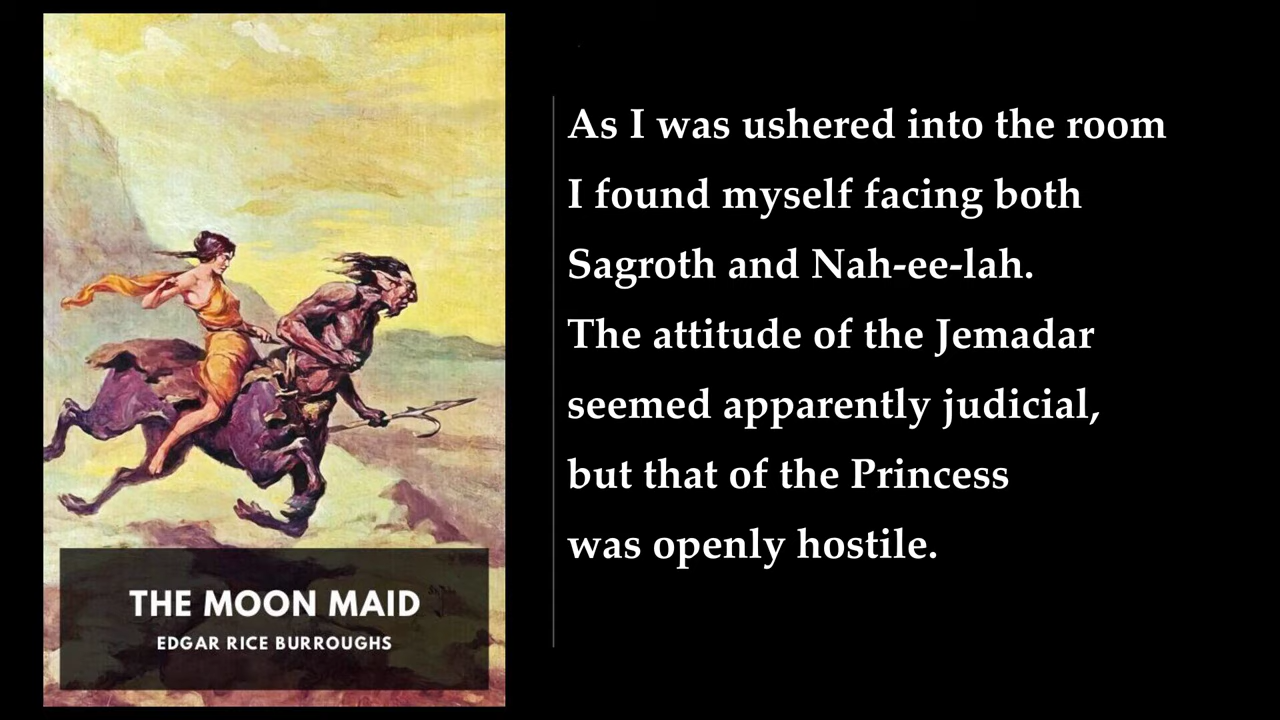 THE MOON MAID
EDGAR RICE BURROUGHS
As I was ushered into the room
I found myself facing both
Sagroth and Nah-ee-lah.
The attitude of the Jemadar
seemed apparently judicial,
but that of the Princess
was openly hostile.